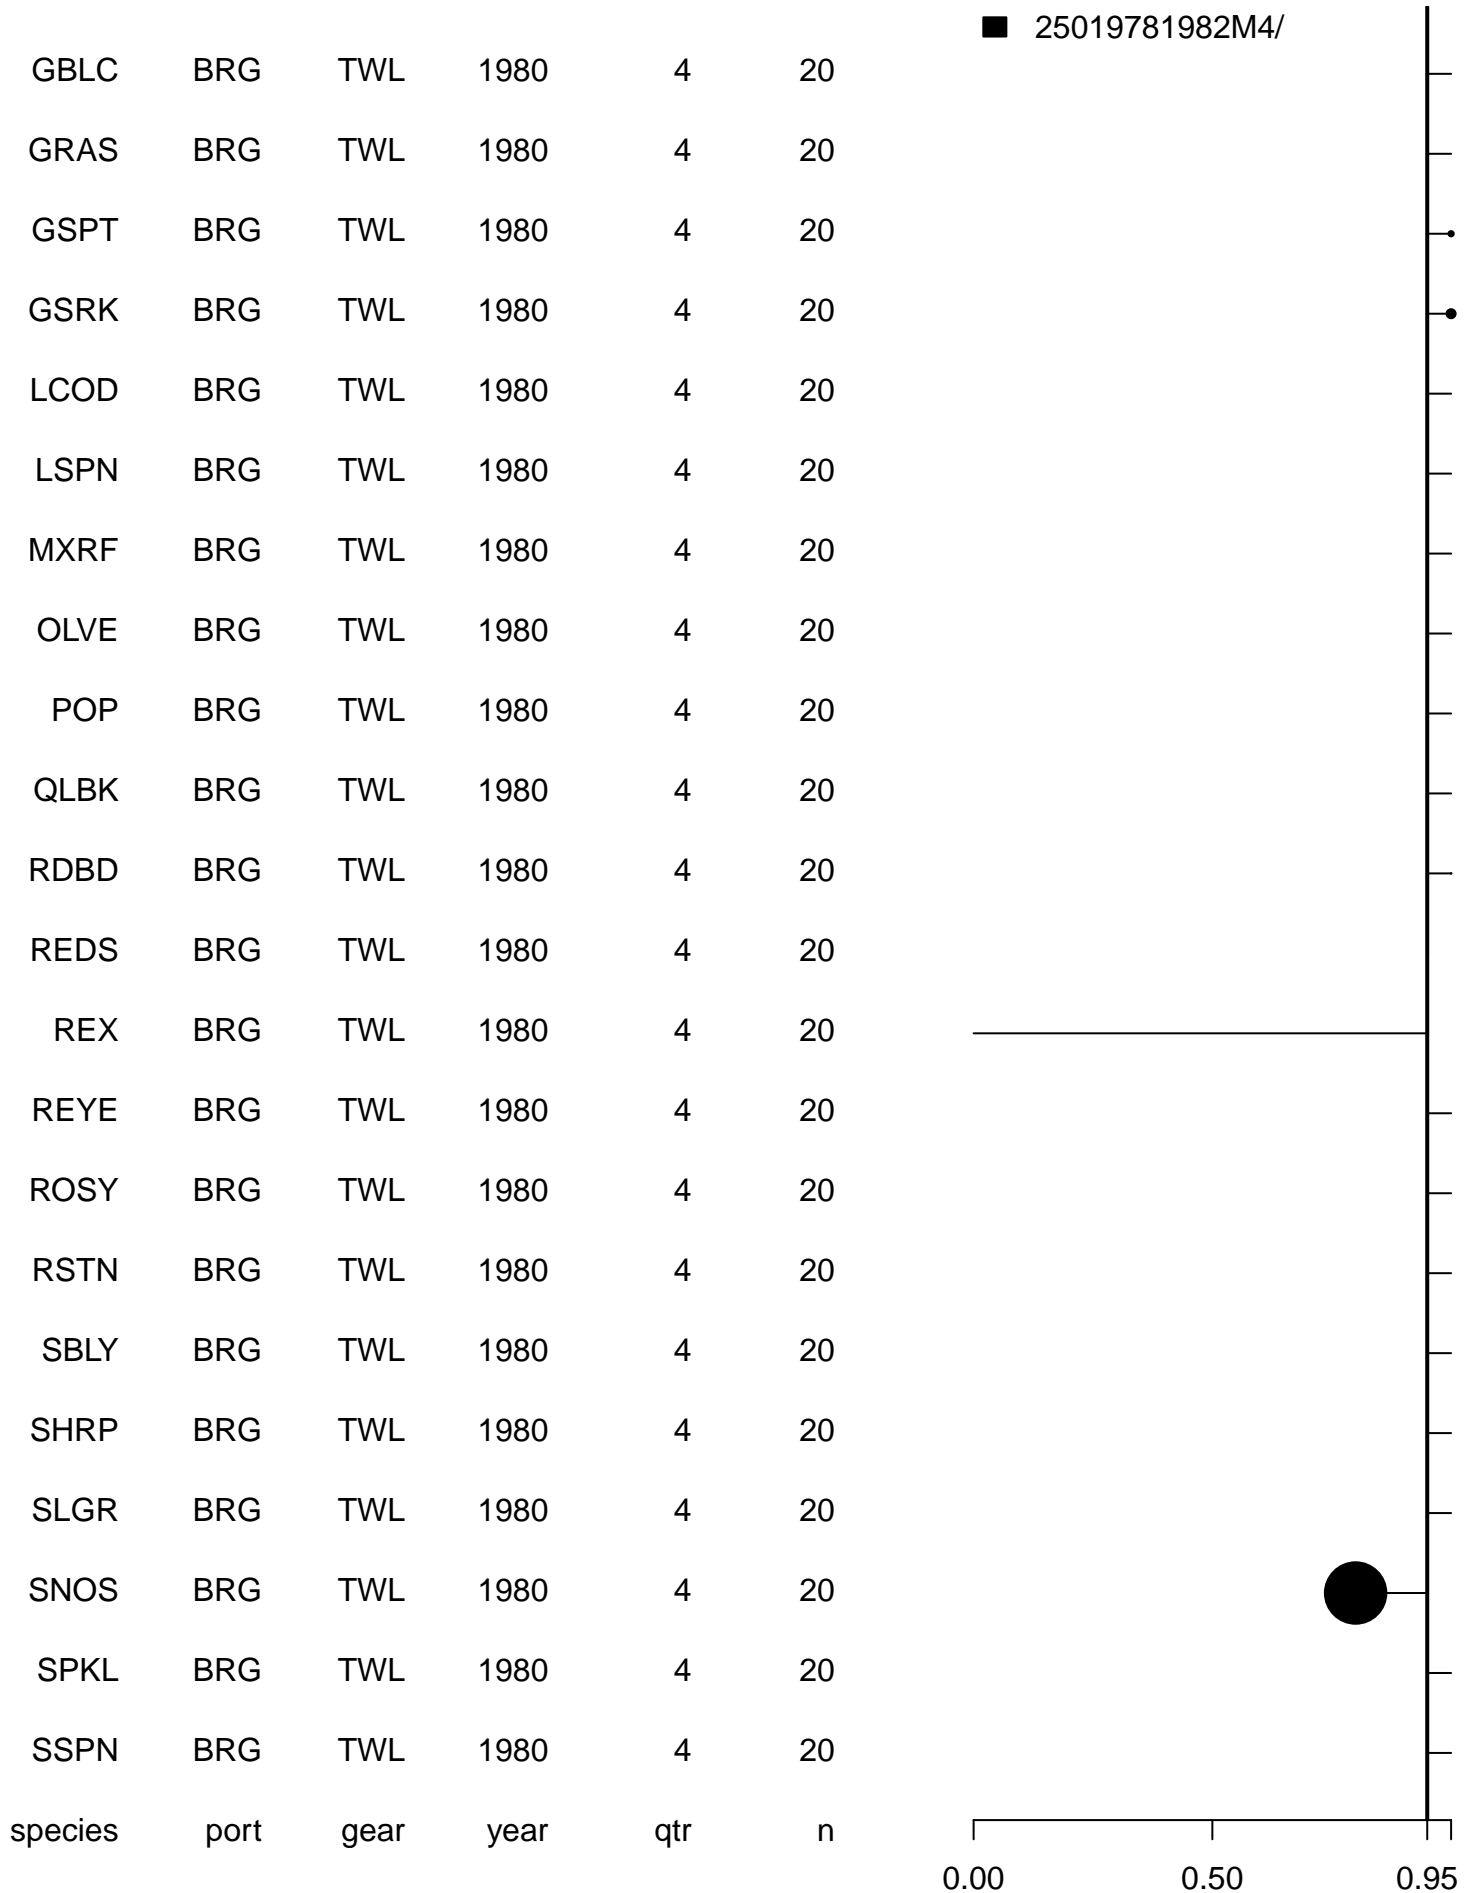 25019781982M4/
GBLC BRG TWL 1980 4 20
GRAS BRG TWL 1980 4 20
GSPT BRG TWL 1980 4 20
GSRK BRG TWL 1980 4 20
LCOD BRG TWL 1980 4 20
LSPN BRG TWL 1980 4 20
MXRF BRG TWL 1980 4 20
OLVE BRG TWL 1980 4 20
POP BRG TWL 1980 4 20
QLBK BRG TWL 1980 4 20
RDBD BRG TWL 1980 4 20
REDS BRG TWL 1980 4 20
REX BRG TWL 1980 4 20
REYE BRG TWL 1980 4 20
ROSY BRG TWL 1980 4 20
RSTN BRG TWL 1980 4 20
SBLY BRG TWL 1980 4 20
SHRP BRG TWL 1980 4 20
SLGR BRG TWL 1980 4 20
SNOS BRG TWL 1980 4 20
SPKL BRG TWL 1980 4 20
SSPN BRG TWL 1980 4 20
species port gear year qtr n
0.00 0.50 0.95